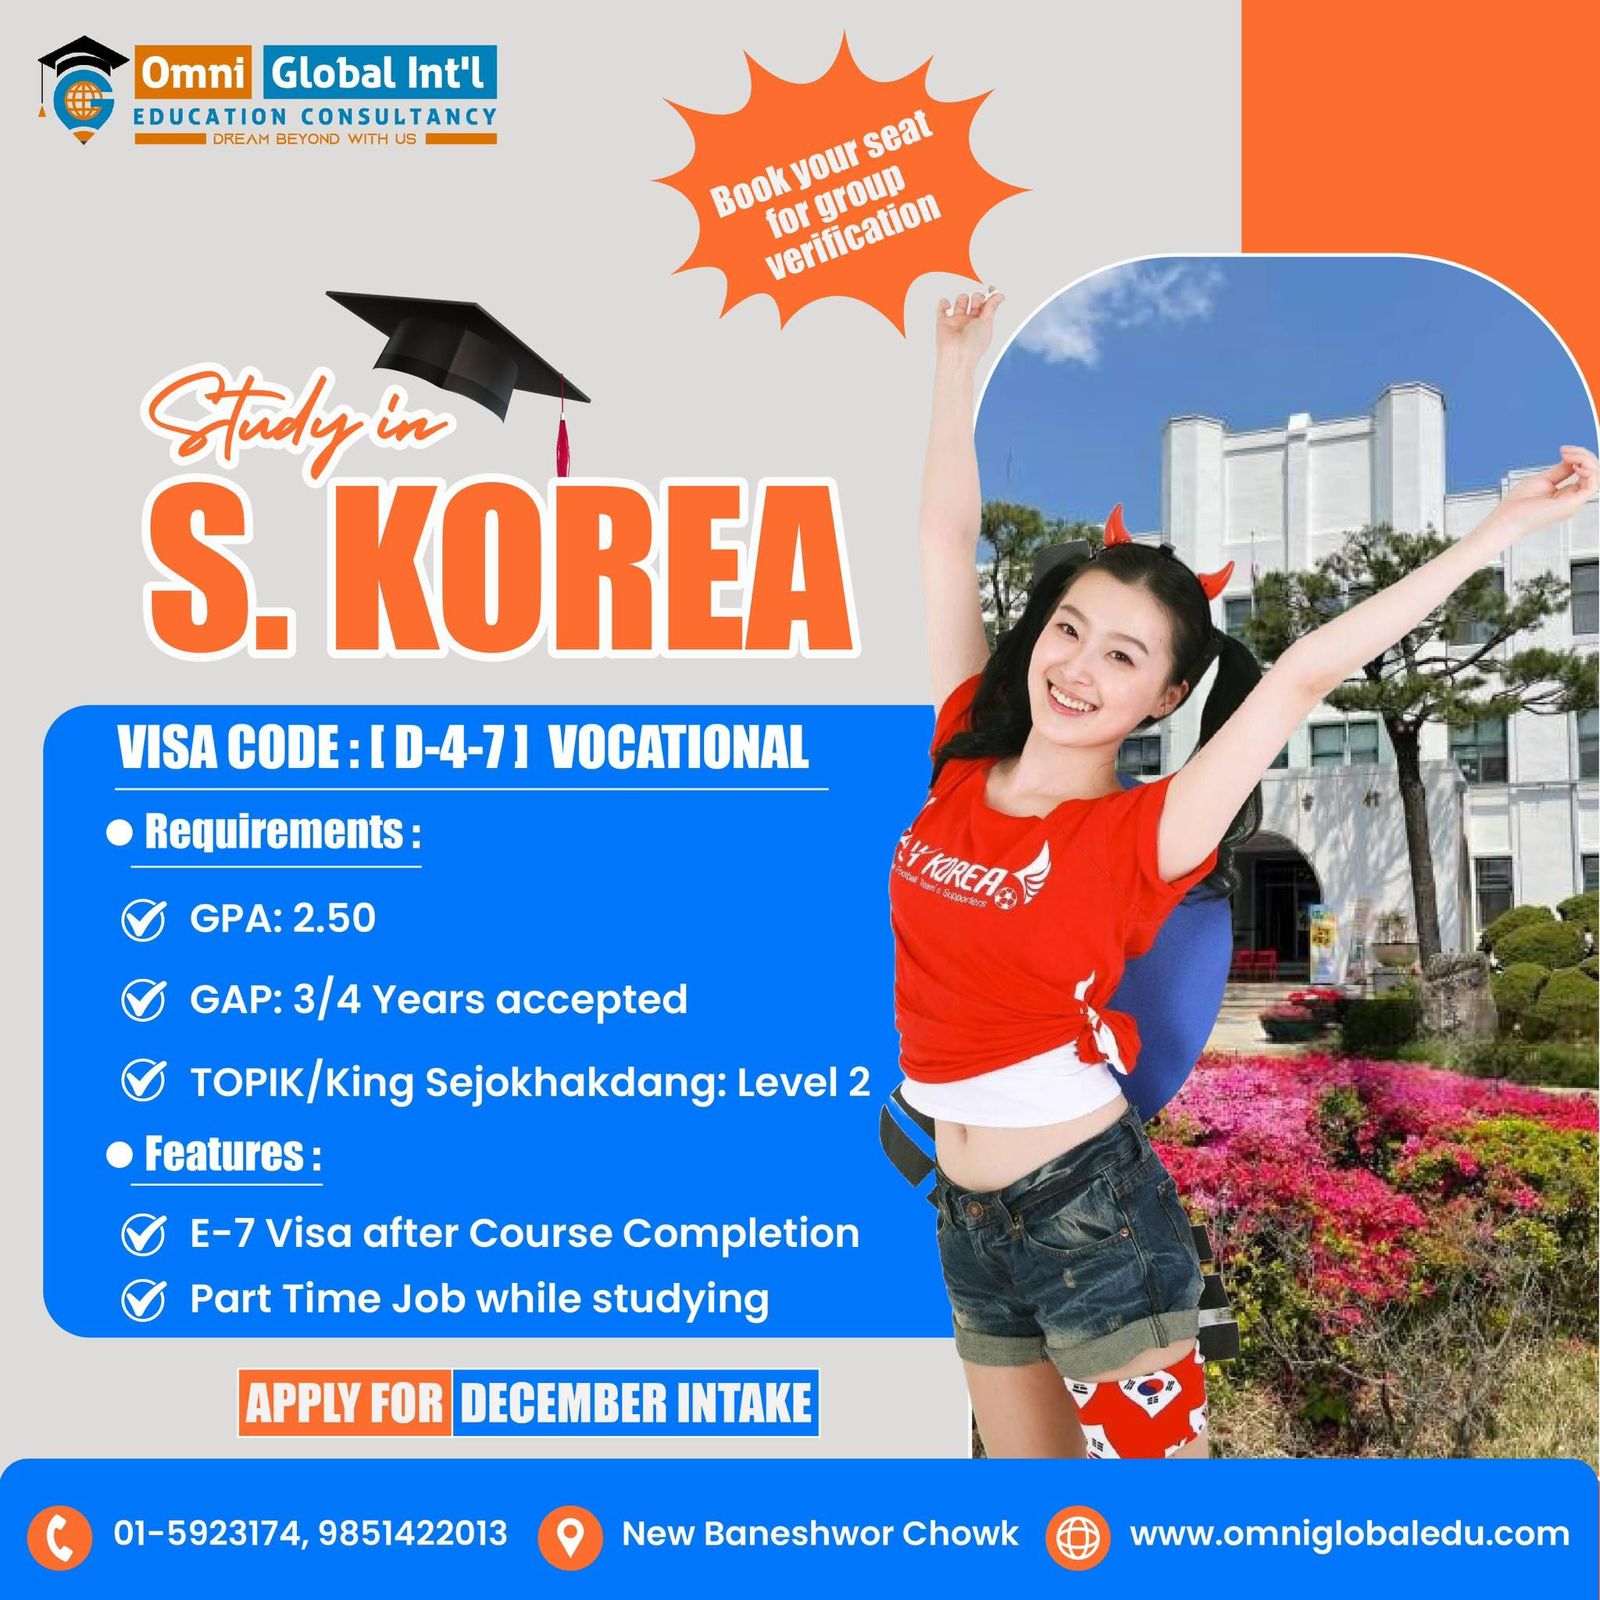 Omni Global Int'l
EDUCATION CONSULTANCY
DREAM BEYOND WITH US
Book your seat
for group
verification
Study in
S. KOREA
VISA CODE : [ D-4-7 ] VOCATIONAL
Requirements :
GPA: 2.50
GAP: 3/4 Years accepted
TOPIK/King Sejokhakdang: Level 2
Features :
E-7 Visa after Course Completion
Part Time Job while studying
KOREA
Football Team's Supporters
APPLY FOR DECEMBER INTAKE
01-5923174, 9851422013
New Baneshwor Chowk
www.omniglobaledu.com